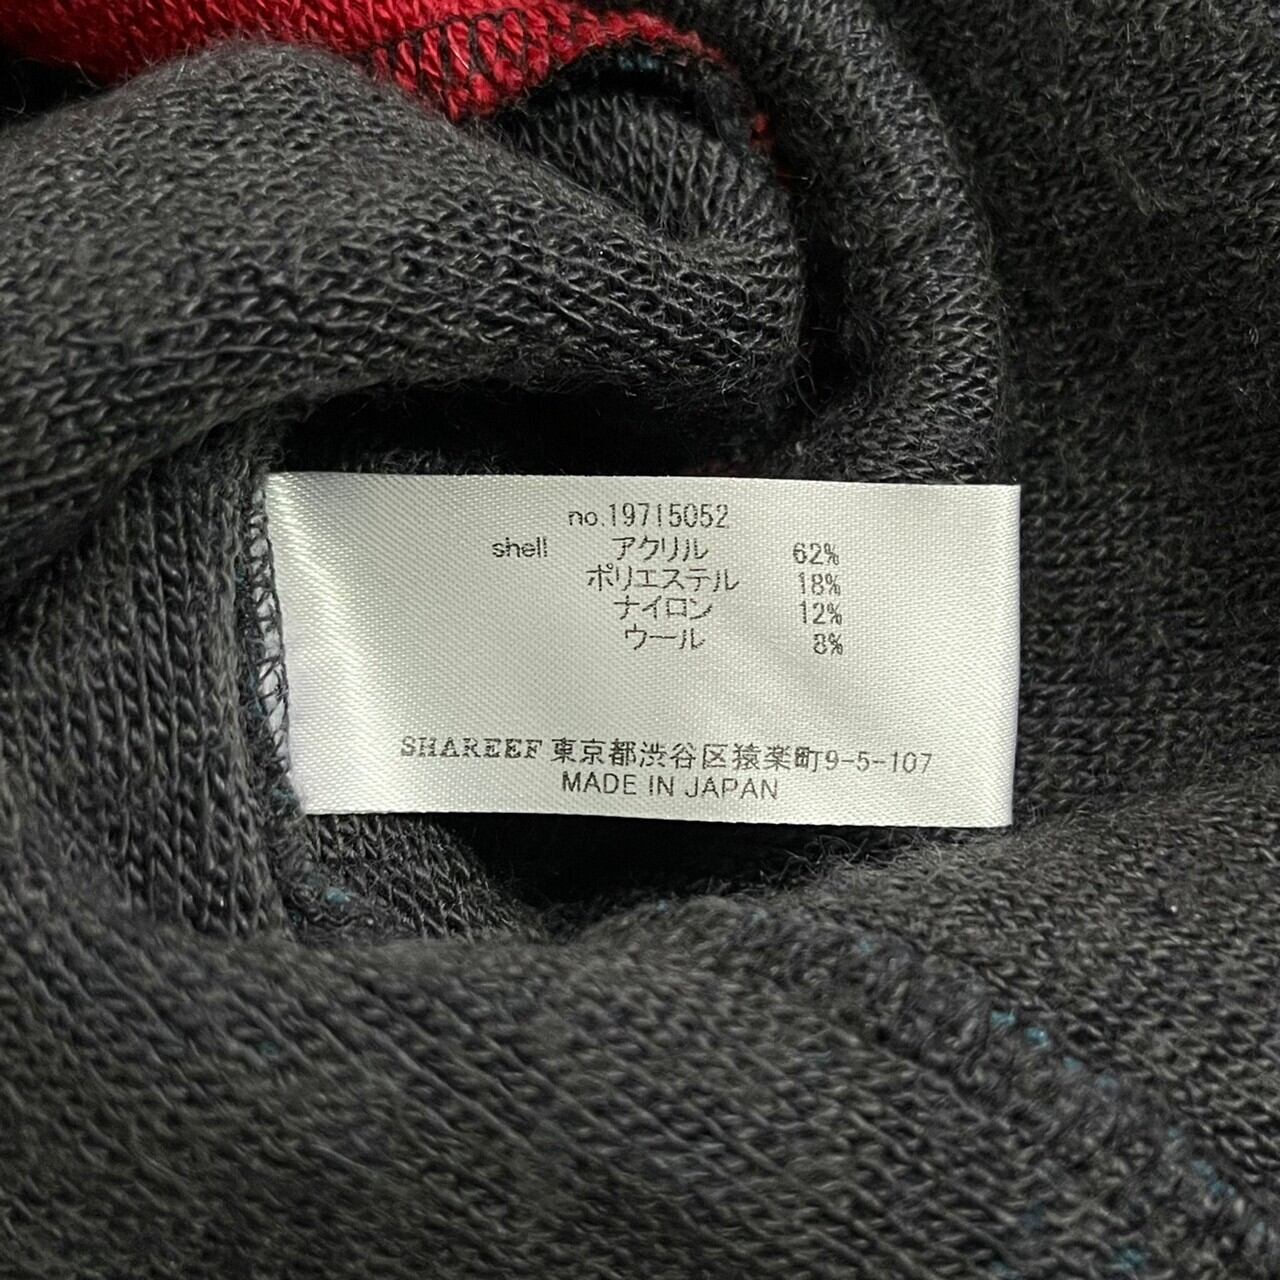 no.19715052
shell アクリル 62%
ポリエステル 18%
ナイロン 12%
ウール 8%
SHAREEF 東京都渋谷区猿楽町9-5-107
MADE IN JAPAN